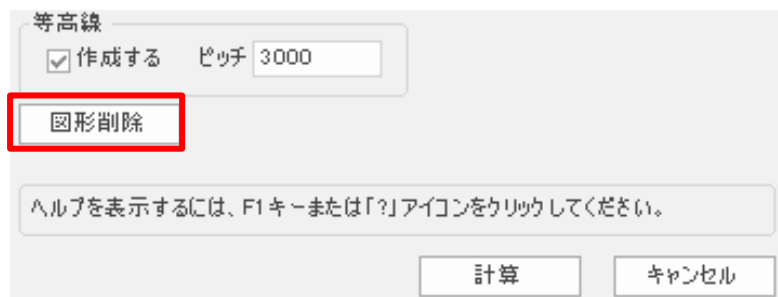 等高線
作成する ピッチ 3000
図形削除
ヘルプを表示するには、F1キーまたは「?」アイコンをクリックしてください。
計算 キャンセル